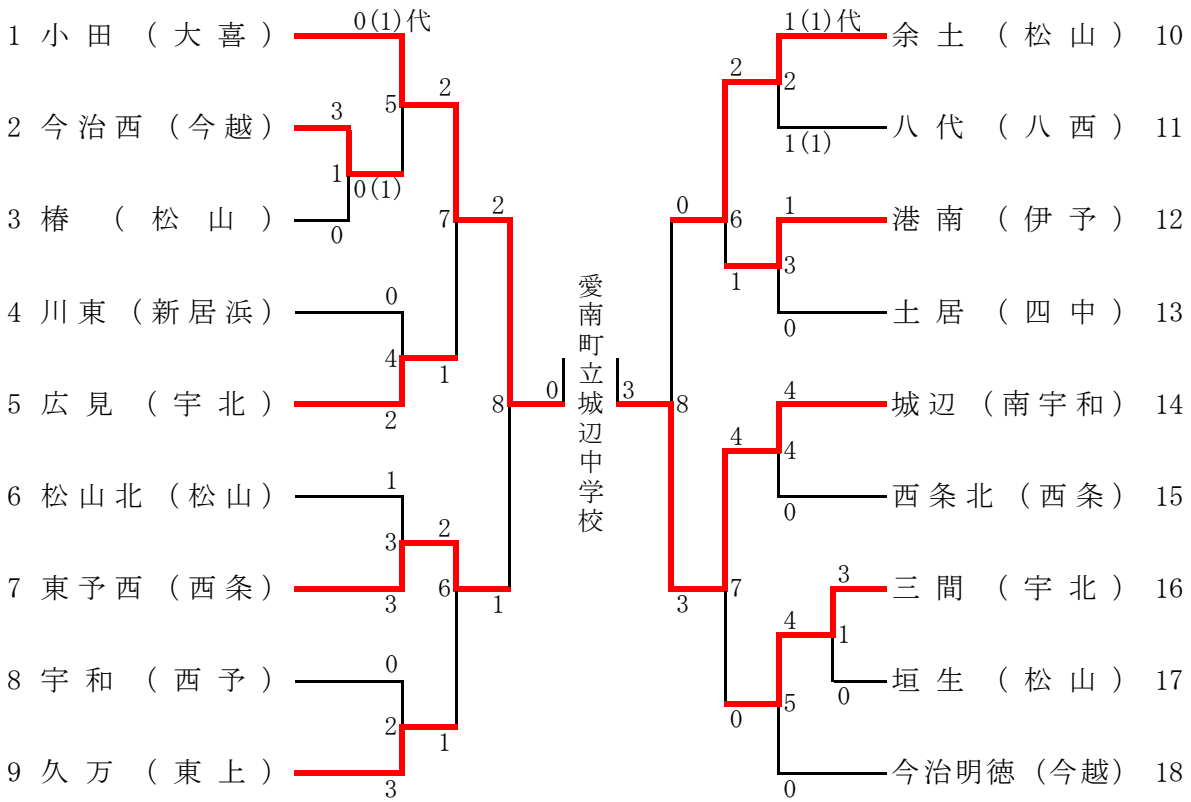 1 小田 (大喜)
0(1)代
5
2
2 今治西 (今越)
3
1
0(1)
3 椿 (松山)
0
7
2
4 川東 (新居浜)
0
4
1
5 広見 (宇北)
2
8
0
6 松山北 (松山)
1
3
2
7 東予西 (西条)
3
6
1
8 宇和 (西予)
0
2
1
9 久万 (東上)
3
愛南町立城辺中学校
1(1)代
余土 (松山) 10
2
2
八代 (八西) 11
1(1)
0
6
1
港南 (伊予) 12
1
3
土居 (四中) 13
0
3
8
4
城辺 (南宇和) 14
4
4
西条北 (西条) 15
0
3
7
3
三間 (宇北) 16
4
1
垣生 (松山) 17
0
0
5
今治明徳 (今越) 18
0